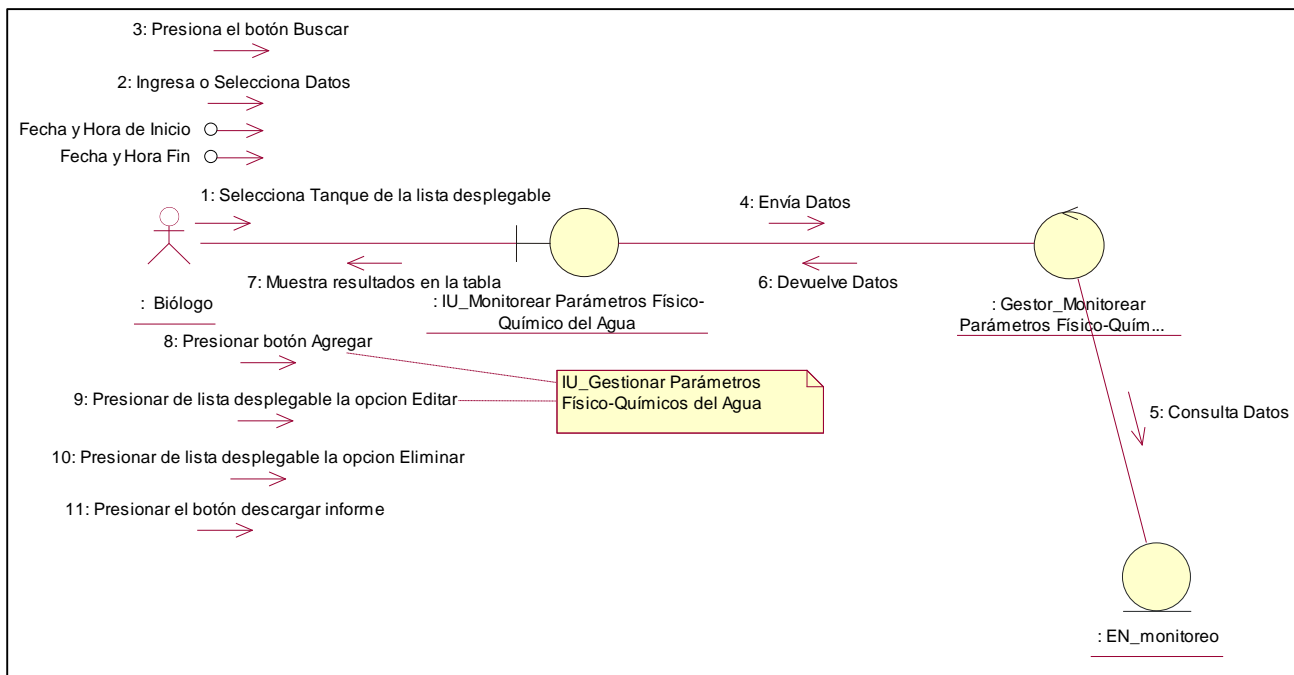 3: Presiona el botón Buscar
2: Ingresa o Selecciona Datos
Fecha y Hora de Inicio
Fecha y Hora Fin
1: Selecciona Tanque de la lista desplegable
4: Envía Datos
7: Muestra resultados en la tabla
6: Devuelve Datos
: Biólogo
: IU_Monitorear Parámetros Físico-
Químico del Agua
: Gestor_Monitorear
Parámetros Físico-Quím...
8: Presionar botón Agregar
9: Presionar de lista desplegable la opcion Editar
IU_Gestionar Parámetros
Físico-Químicos del Agua
5: Consulta Datos
10: Presionar de lista desplegable la opcion Eliminar
11: Presionar el botón descargar informe
: EN_monitoreo